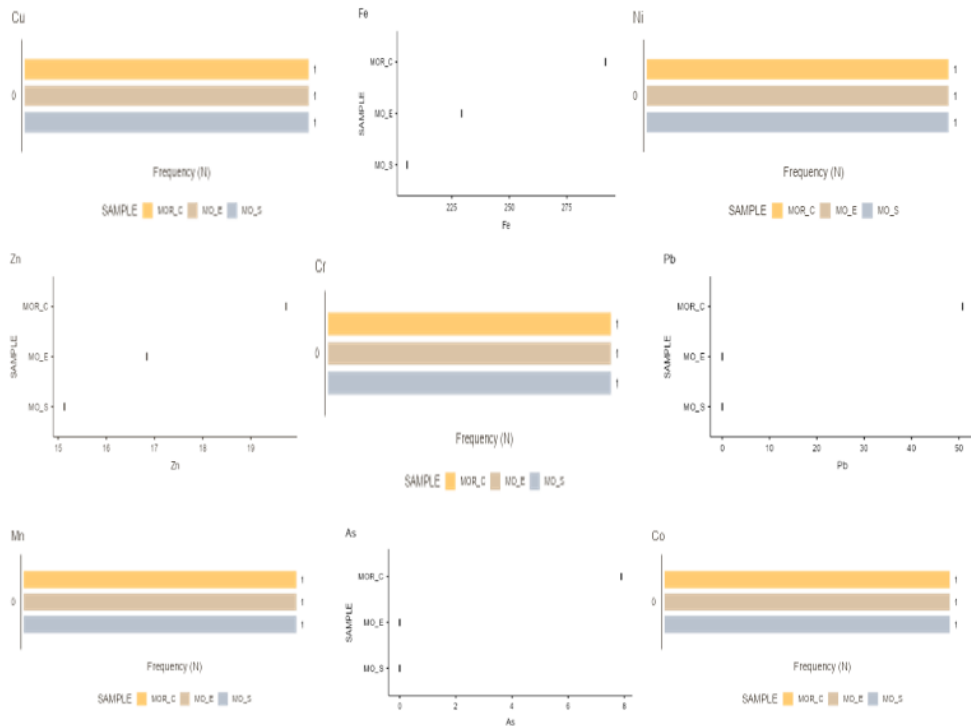 Cu
0
1
1
1
Frequency (N)
SAMPLE MOR_C MO_E MO_S
Fe
SAMPLE
MOR_C
MO_E
MO_S
225 250 275
Fe
Ni
0
1
1
1
Frequency (N)
SAMPLE MOR_C MO_E MO_S
Zn
SAMPLE
MOR_C
MO_E
MO_S
15 16 17 18 19
Zn
Cr
0
1
1
1
Frequency (N)
SAMPLE MOR_C MO_E MO_S
Pb
SAMPLE
MOR_C
MO_E
MO_S
0 10 20 30 40 50
Pb
Mn
0
1
1
1
Frequency (N)
SAMPLE MOR_C MO_E MO_S
As
SAMPLE
MOR_C
MO_E
MO_S
0 2 4 6 8
As
Co
0
1
1
1
Frequency (N)
SAMPLE MOR_C MO_E MO_S